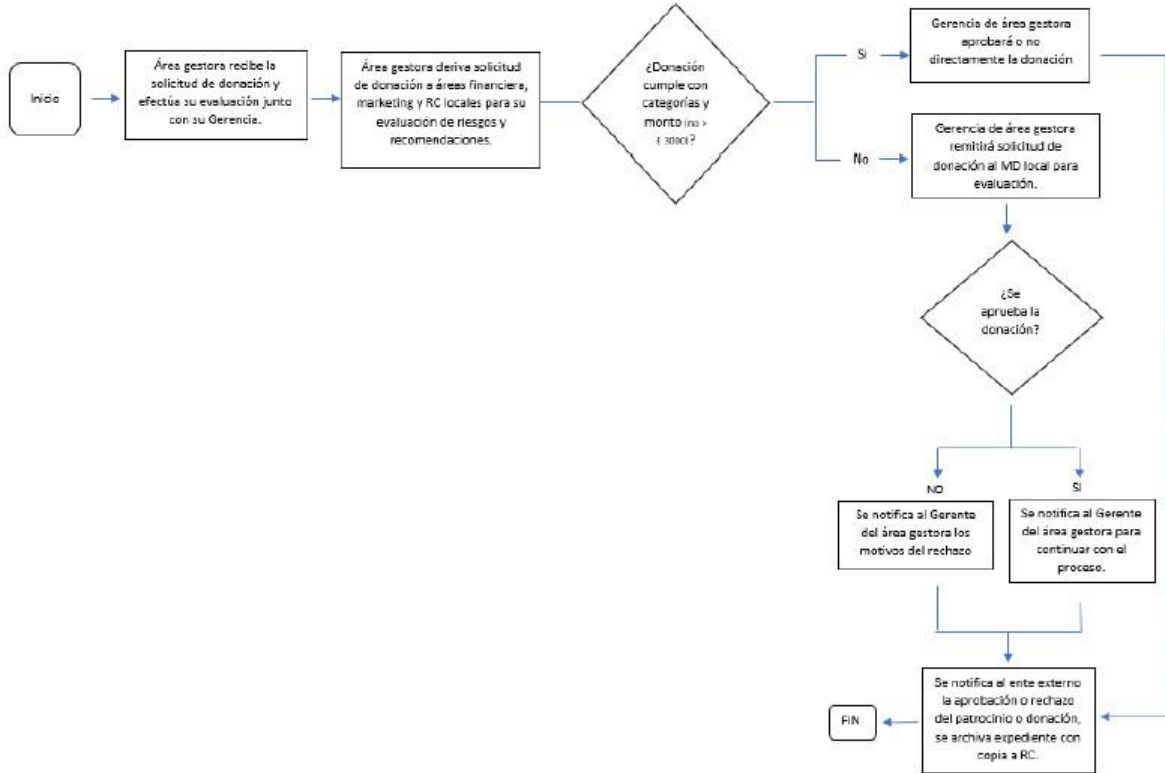 Inicio
Área gestora recibe la
solicitud de donación y
efectúa su evaluación junto
con su Gerencia.
Área gestora deriva solicitud
de donación a áreas financiera,
marketing y RC locales para su
evaluación de riesgos y
recomendaciones.
¿Donación
cumple con
categorías y
monto (no >
3000)?
Si
Gerencia de área gestora
aprobará o no
directamente la donación
No
Gerencia de área gestora
remitirá solicitud de
donación al MD local para
evaluación.
¿Se
aprueba la
donación?
NO
SI
Se notifica al Gerente
del área gestora los
motivos del rechazo
Se notifica al Gerente
del área gestora para
continuar con el
proceso.
Se notifica al ente externo
la aprobación o rechazo
del patrocinio o donación,
se archiva expediente con
copia a RC.
FIN